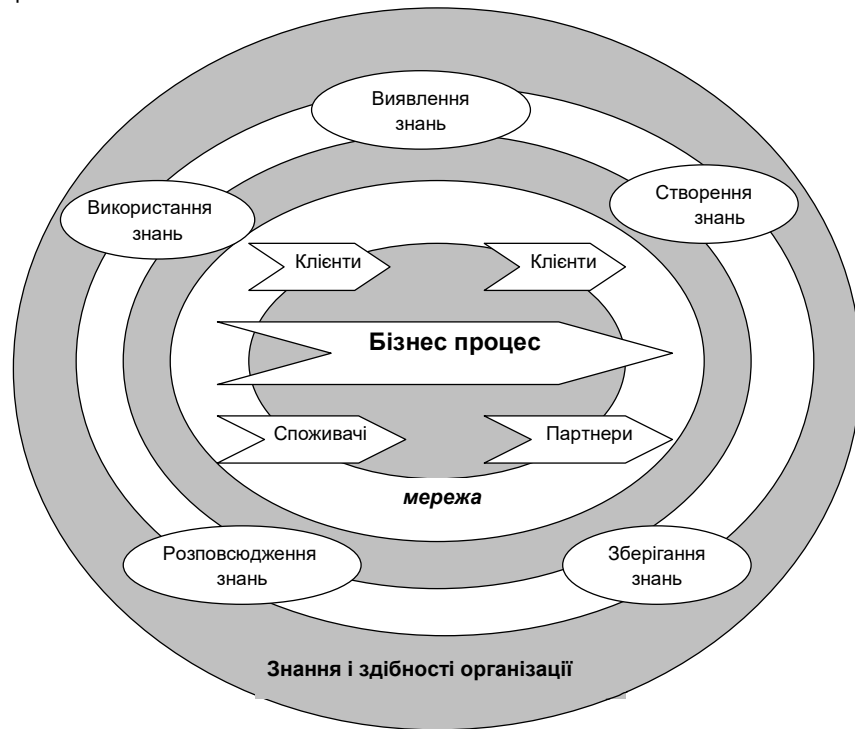 Виявлення
знань
Створення
знань
Використання
знань
Клієнти
Клієнти
Бізнес процес
Споживачі
Партнери
мережа
Розповсюдження
знань
Зберігання
знань
Знання і здібності організації